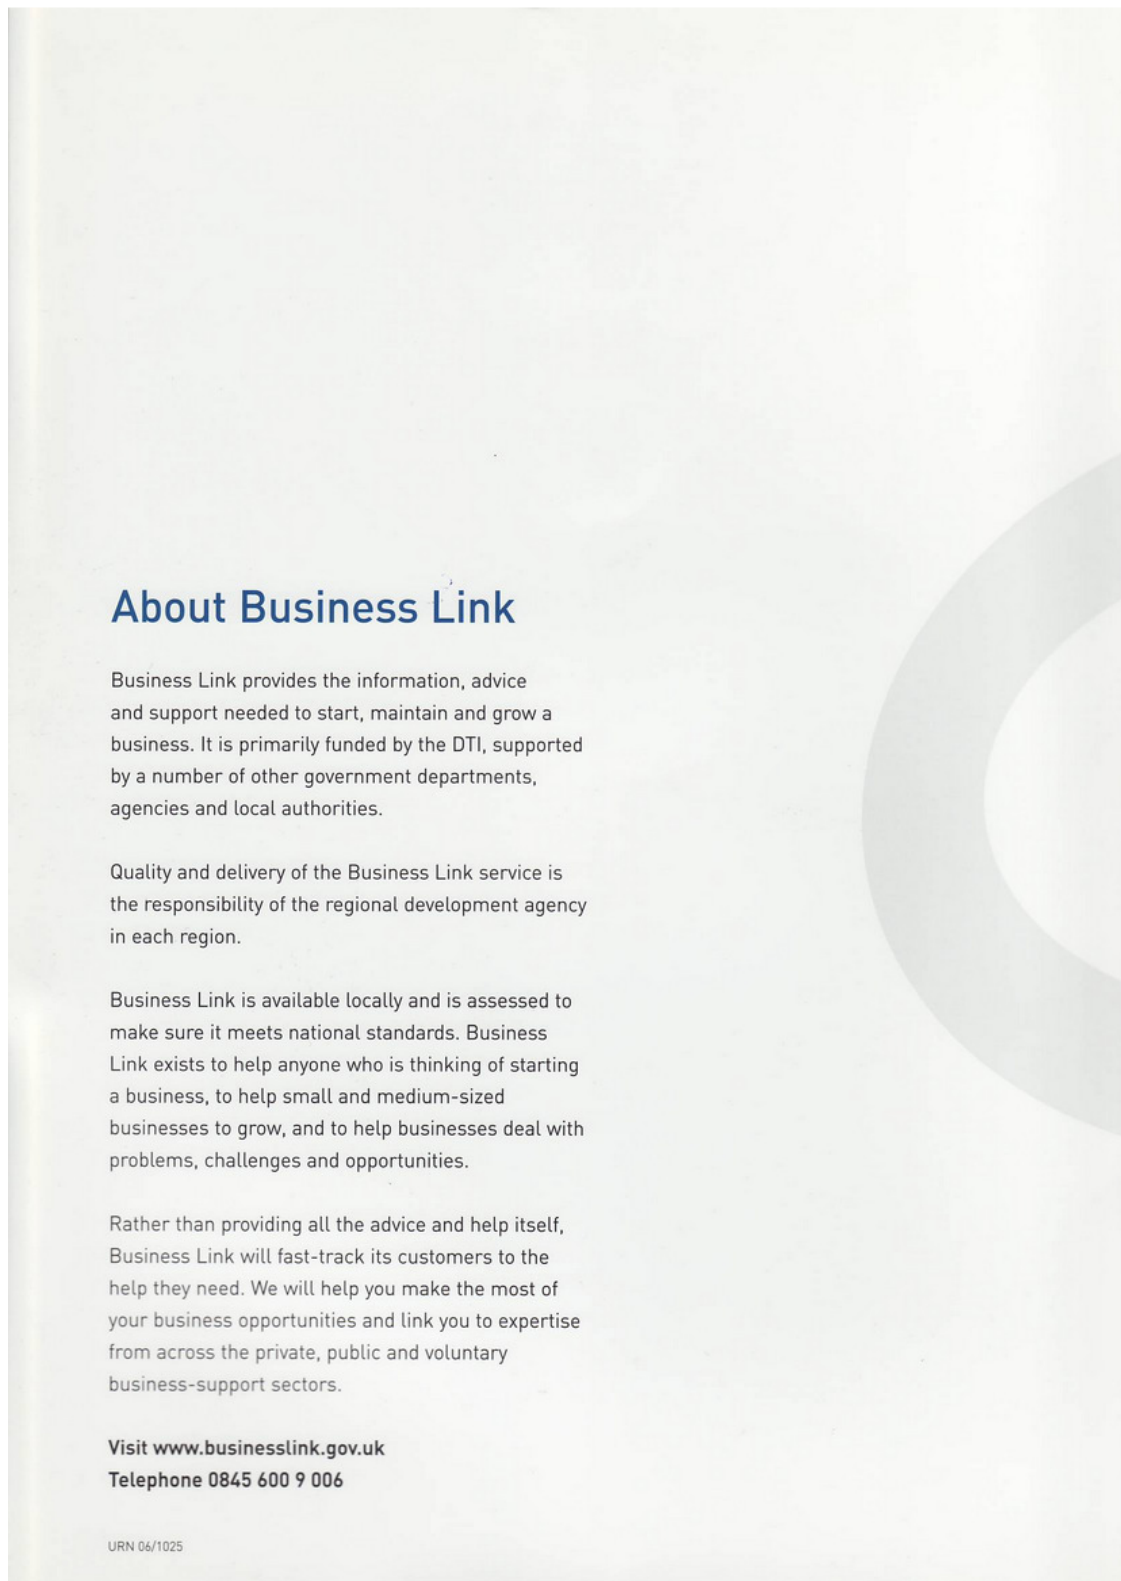 About Business Link
Business Link provides the information, advice
and support needed to start, maintain and grow a
business. It is primarily funded by the DTI, supported
by a number of other government departments,
agencies and local authorities.
Quality and delivery of the Business Link service is
the responsibility of the regional development agency
in each region.
Business Link is available locally and is assessed to
make sure it meets national standards. Business
Link exists to help anyone who is thinking of starting
a business, to help small and medium-sized
businesses to grow, and to help businesses deal with
problems, challenges and opportunities.
Rather than providing all the advice and help itself,
Business Link will fast-track its customers to the
help they need. We will help you make the most of
your business opportunities and link you to expertise
from across the private, public and voluntary
business-support sectors.
Visit www.businesslink.gov.uk
Telephone 0845 600 9 006
URN 06/1025